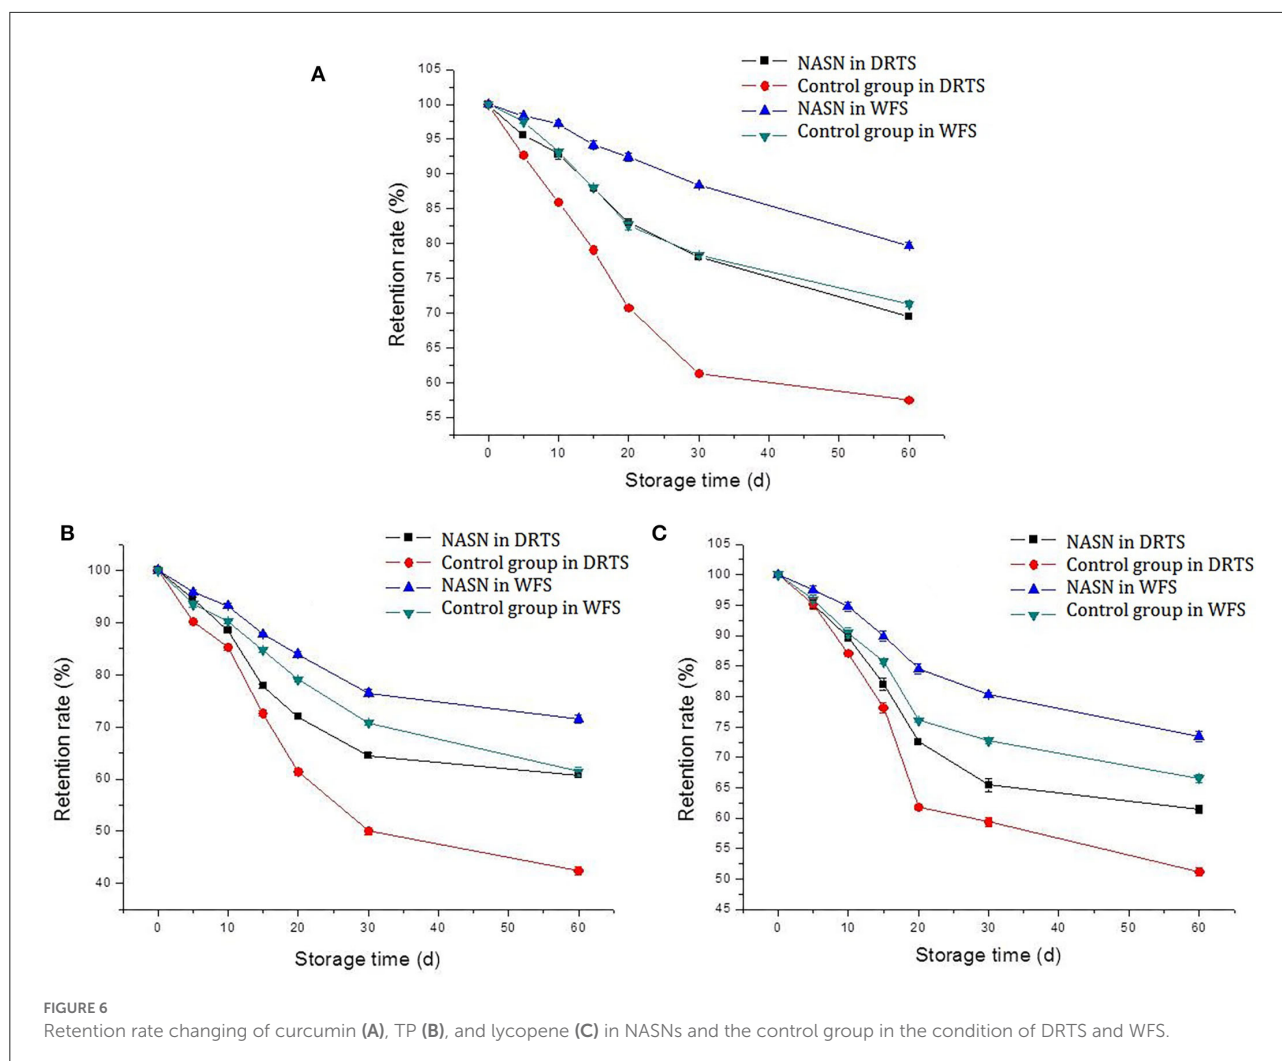 A
NASN in DRTS
Control group in DRTS
NASN in WFS
Control group in WFS
105
100
95
90
85
80
75
70
65
60
55
Retention rate (%)
0 10 20 30 40 50 60
Storage time (d)
B
NASN in DRTS
Control group in DRTS
NASN in WFS
Control group in WFS
100
90
80
70
60
50
40
Retention rate (%)
0 10 20 30 40 50 60
Storage time (d)
C
NASN in DRTS
Control group in DRTS
NASN in WFS
Control group in WFS
105
100
95
90
85
80
75
70
65
60
55
50
45
Retention rate (%)
0 10 20 30 40 50 60
Storage time (d)
FIGURE 6
Retention rate changing of curcumin (A), TP (B), and lycopene (C) in NASNs and the control group in the condition of DRTS and WFS.